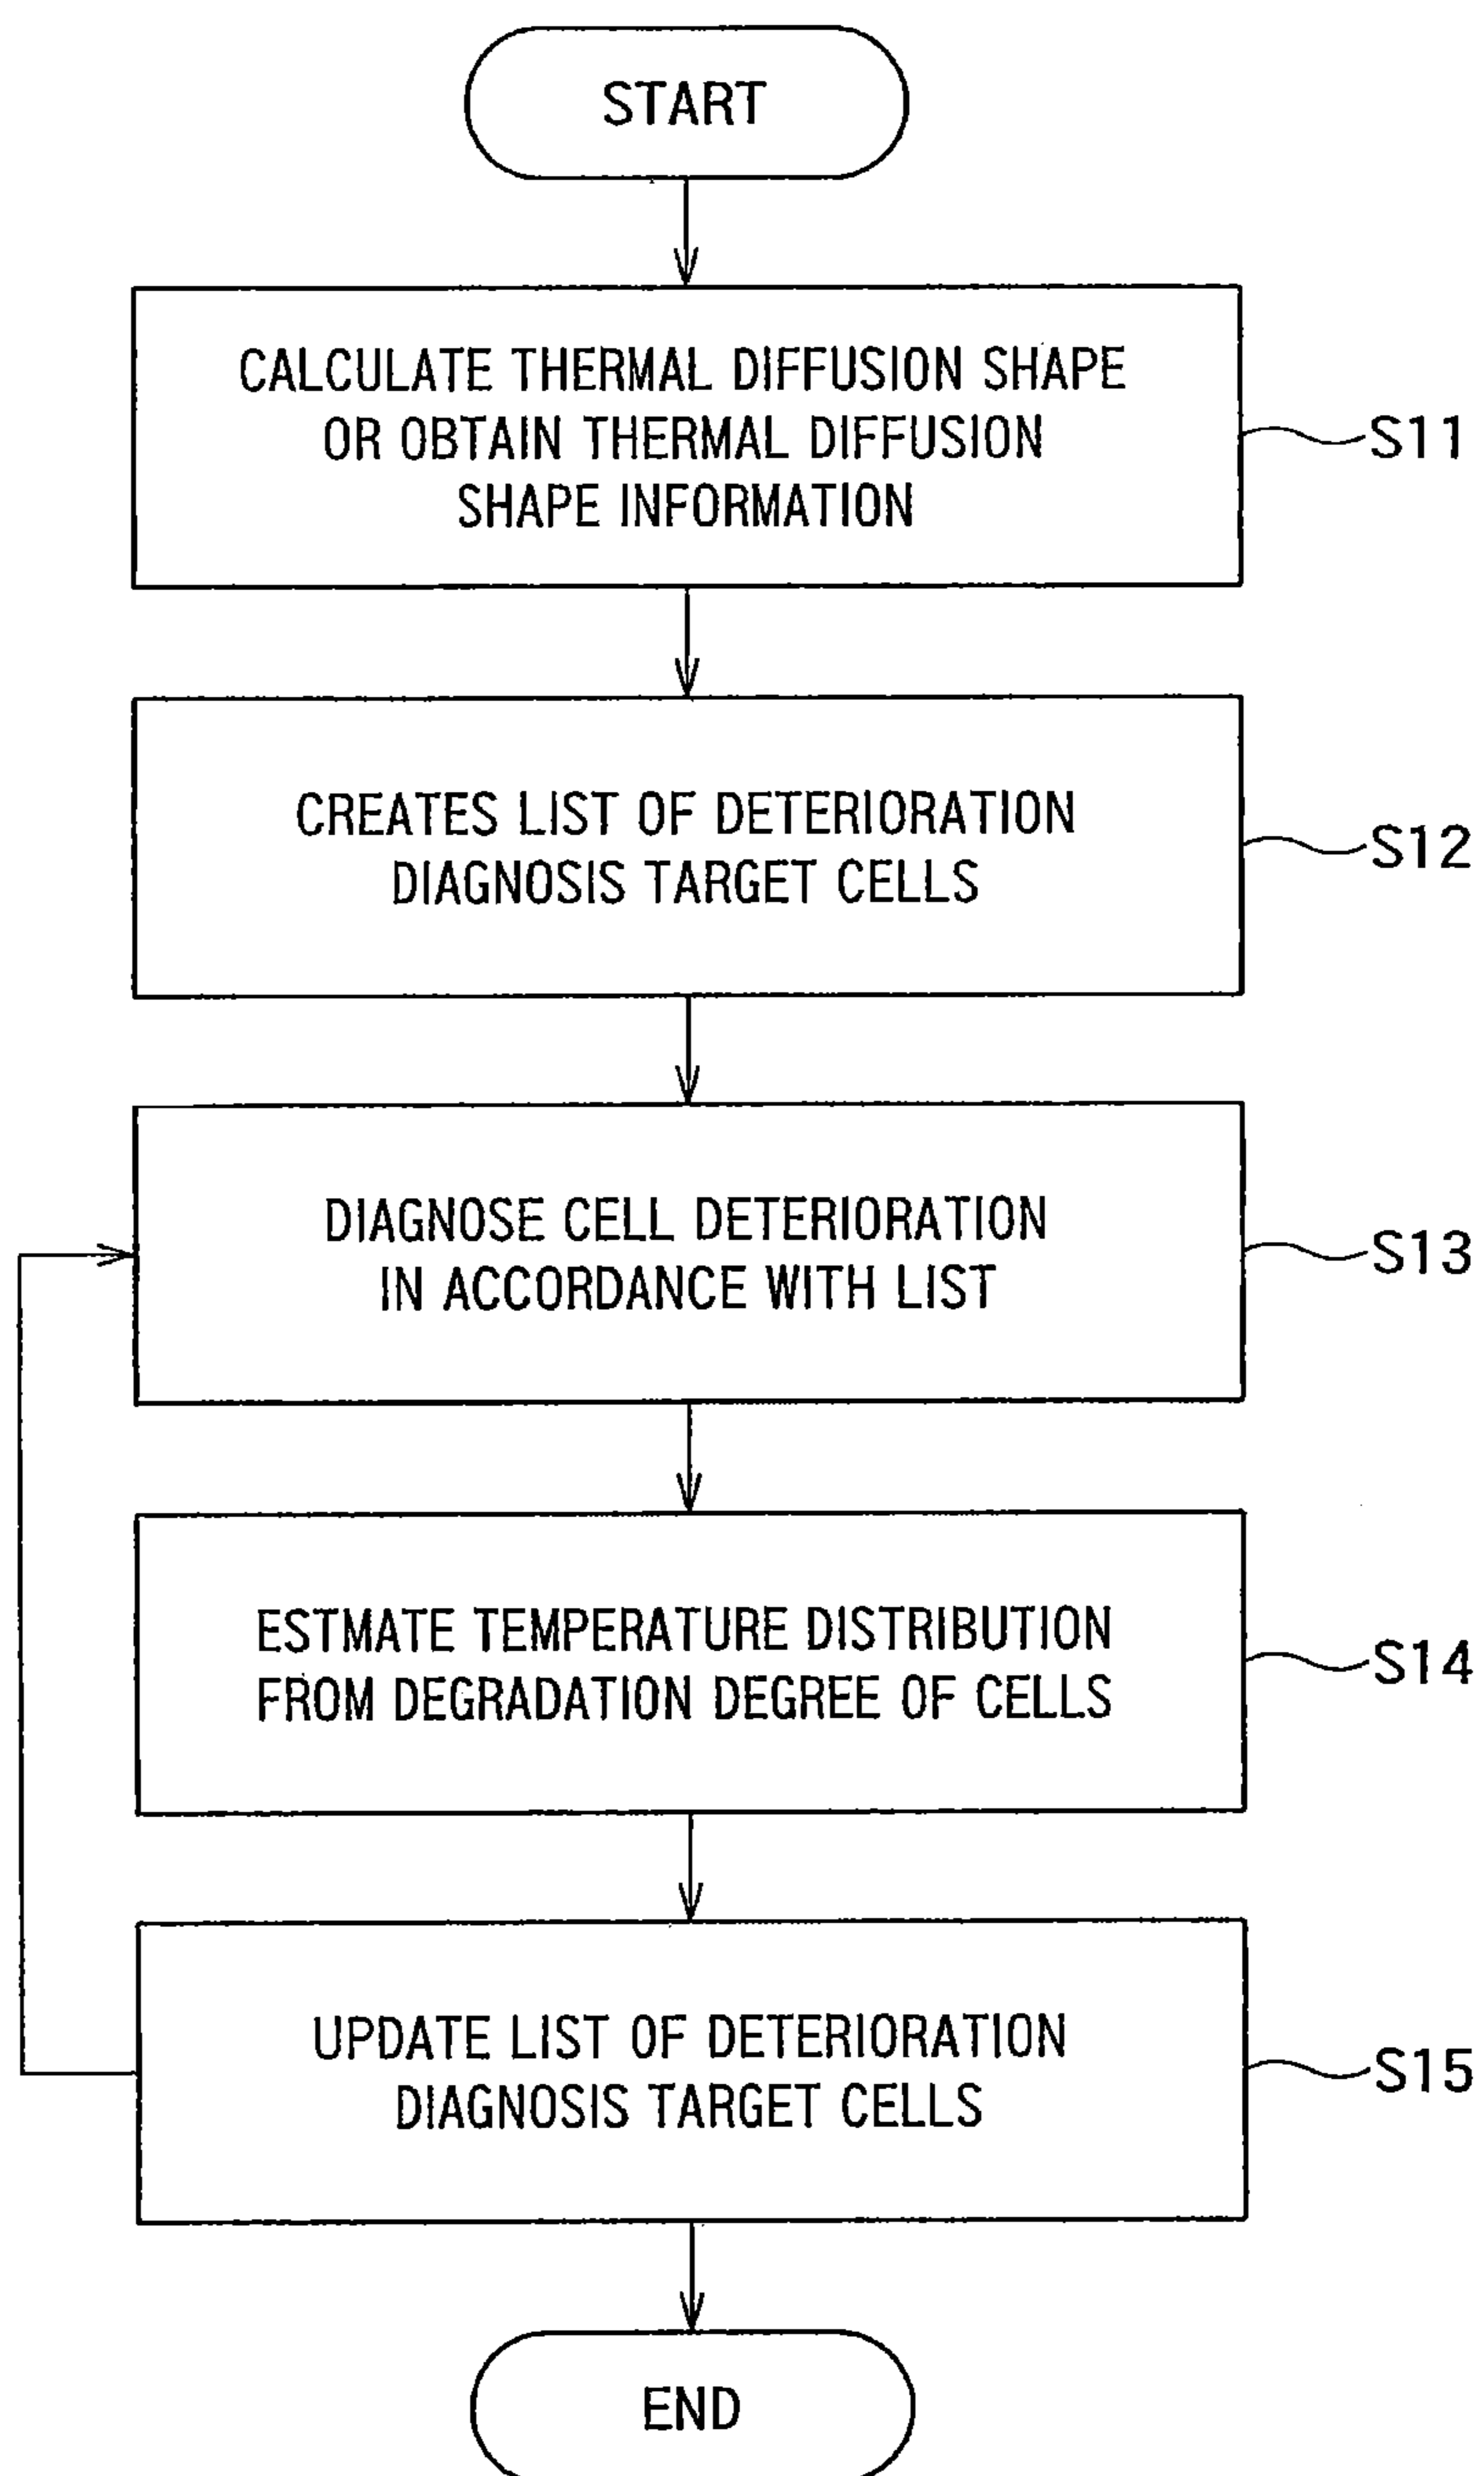 START
CALCULATE THERMAL DIFFUSION SHAPE
OR OBTAIN THERMAL DIFFUSION
SHAPE INFORMATION
S11
CREATES LIST OF DETERIORATION
DIAGNOSIS TARGET CELLS
S12
DIAGNOSE CELL DETERIORATION
IN ACCORDANCE WITH LIST
S13
ESTMATE TEMPERATURE DISTRIBUTION
FROM DEGRADATION DEGREE OF CELLS
S14
UPDATE LIST OF DETERIORATION
DIAGNOSIS TARGET CELLS
S15
END